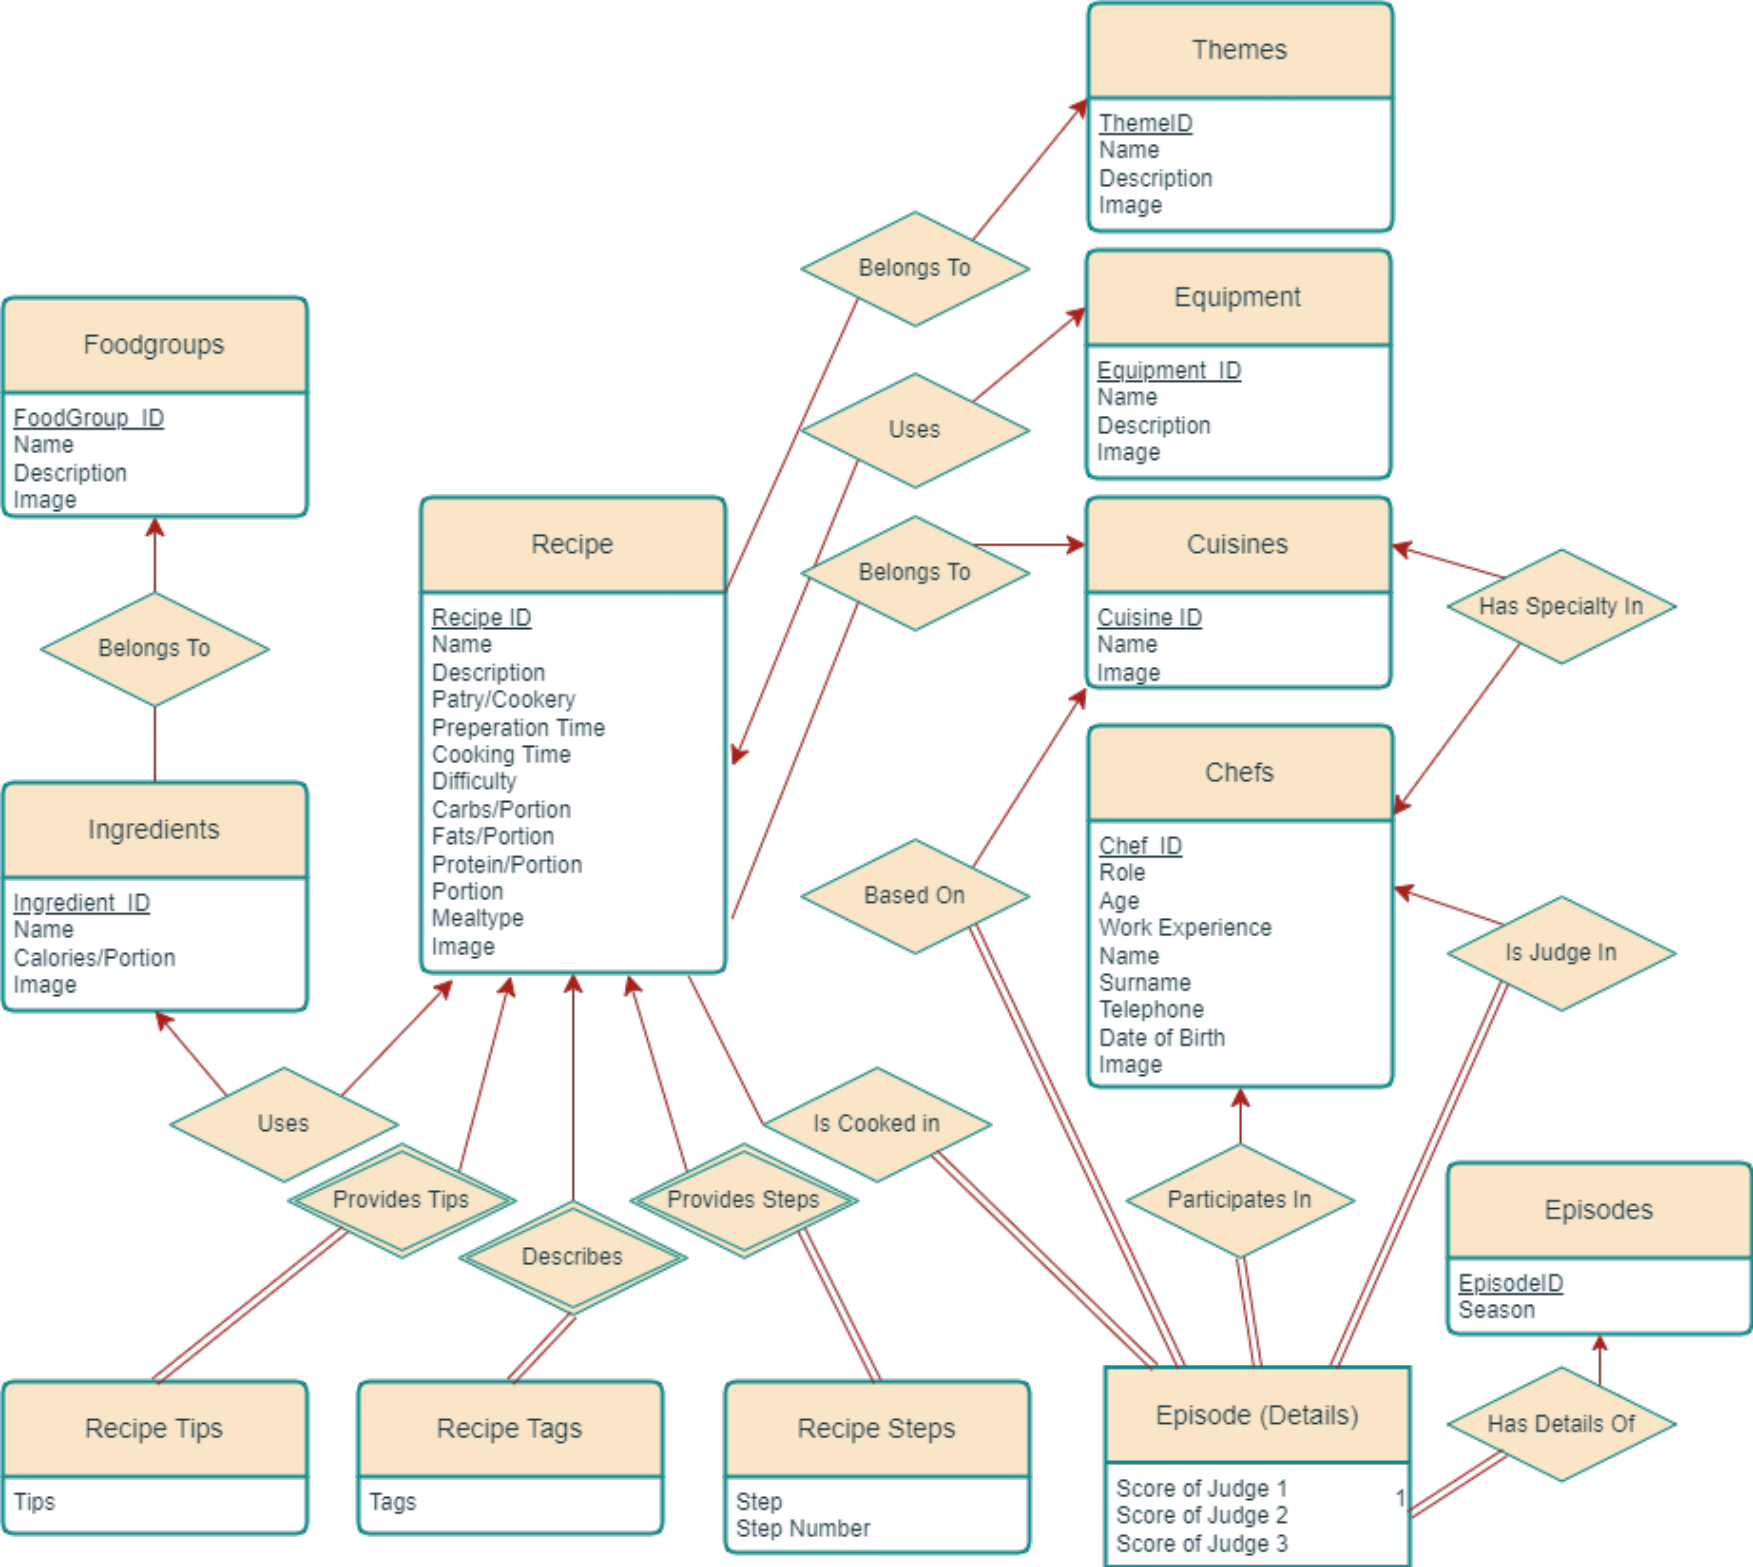 Themes
ThemeID
Name
Description
Image
Belongs To
Equipment
Equipment_ID
Name
Description
Image
Uses
Foodgroups
FoodGroup_ID
Name
Description
Image
Belongs To
Recipe
Recipe ID
Name
Description
Patry/Cookery
Preperation Time
Cooking Time
Difficulty
Carbs/Portion
Fats/Portion
Protein/Portion
Portion
Mealtype
Image
Belongs To
Cuisines
Cuisine ID
Name
Image
Has Specialty In
Ingredients
Ingredient_ID
Name
Calories/Portion
Image
Based On
Chefs
Chef_ID
Role
Age
Work Experience
Name
Surname
Telephone
Date of Birth
Image
Is Judge In
Uses
Provides Tips
Describes
Provides Steps
Is Cooked in
Participates In
Episodes
EpisodeID
Season
Has Details Of
Recipe Tips
Tips
Recipe Tags
Tags
Recipe Steps
Step
Step Number
Episode (Details)
Score of Judge 1
Score of Judge 2
Score of Judge 3
1